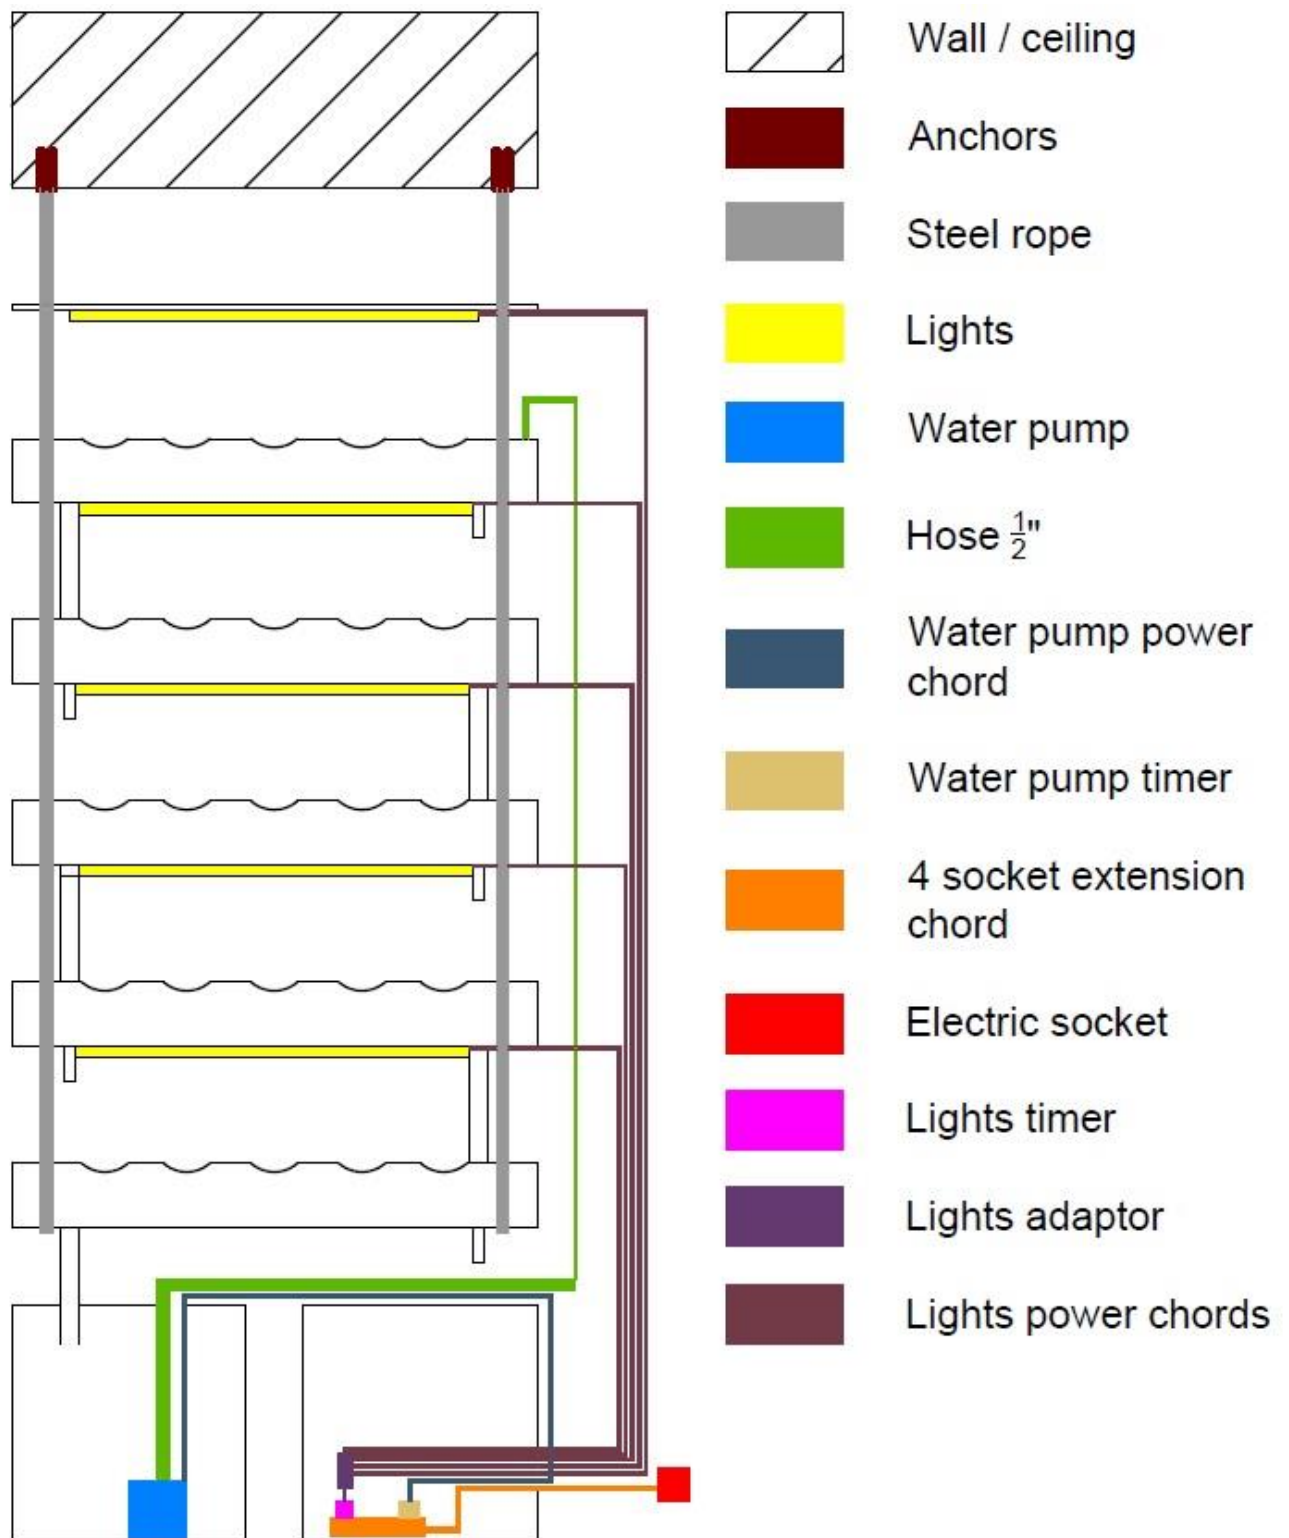 Wall / ceiling
Anchors
Steel rope
Lights
Water pump
Hose ½"
Water pump power
chord
Water pump timer
4 socket extension
chord
Electric socket
Lights timer
Lights adaptor
Lights power chords